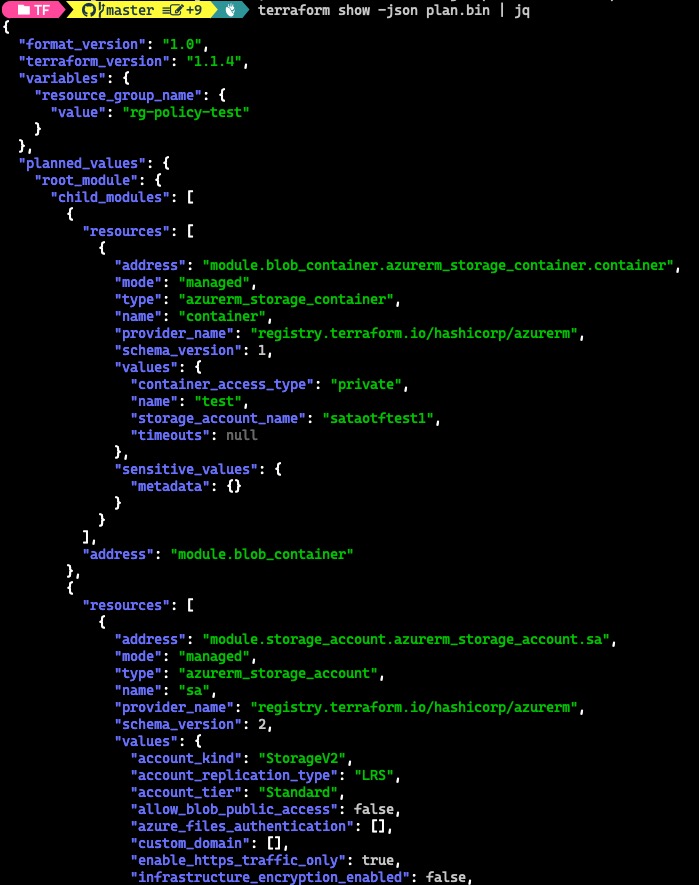 TF master ≡ +9 terraform show -json plan.bin | jq
{
  "format_version": "1.0",
  "terraform_version": "1.1.4",
  "variables": {
    "resource_group_name": {
      "value": "rg-policy-test"
    }
  },
  "planned_values": {
    "root_module": {
      "child_modules": [
        {
          "resources": [
            {
              "address": "module.blob_container.azurerm_storage_container.container",
              "mode": "managed",
              "type": "azurerm_storage_container",
              "name": "container",
              "provider_name": "registry.terraform.io/hashicorp/azurerm",
              "schema_version": 1,
              "values": {
                "container_access_type": "private",
                "name": "test",
                "storage_account_name": "sataotftest1",
                "timeouts": null
              },
              "sensitive_values": {
                "metadata": {}
              }
            }
          ],
          "address": "module.blob_container"
        },
        {
          "resources": [
            {
              "address": "module.storage_account.azurerm_storage_account.sa",
              "mode": "managed",
              "type": "azurerm_storage_account",
              "name": "sa",
              "provider_name": "registry.terraform.io/hashicorp/azurerm",
              "schema_version": 2,
              "values": {
                "account_kind": "StorageV2",
                "account_replication_type": "LRS",
                "account_tier": "Standard",
                "allow_blob_public_access": false,
                "azure_files_authentication": [],
                "custom_domain": [],
                "enable_https_traffic_only": true,
                "infrastructure_encryption_enabled": false,